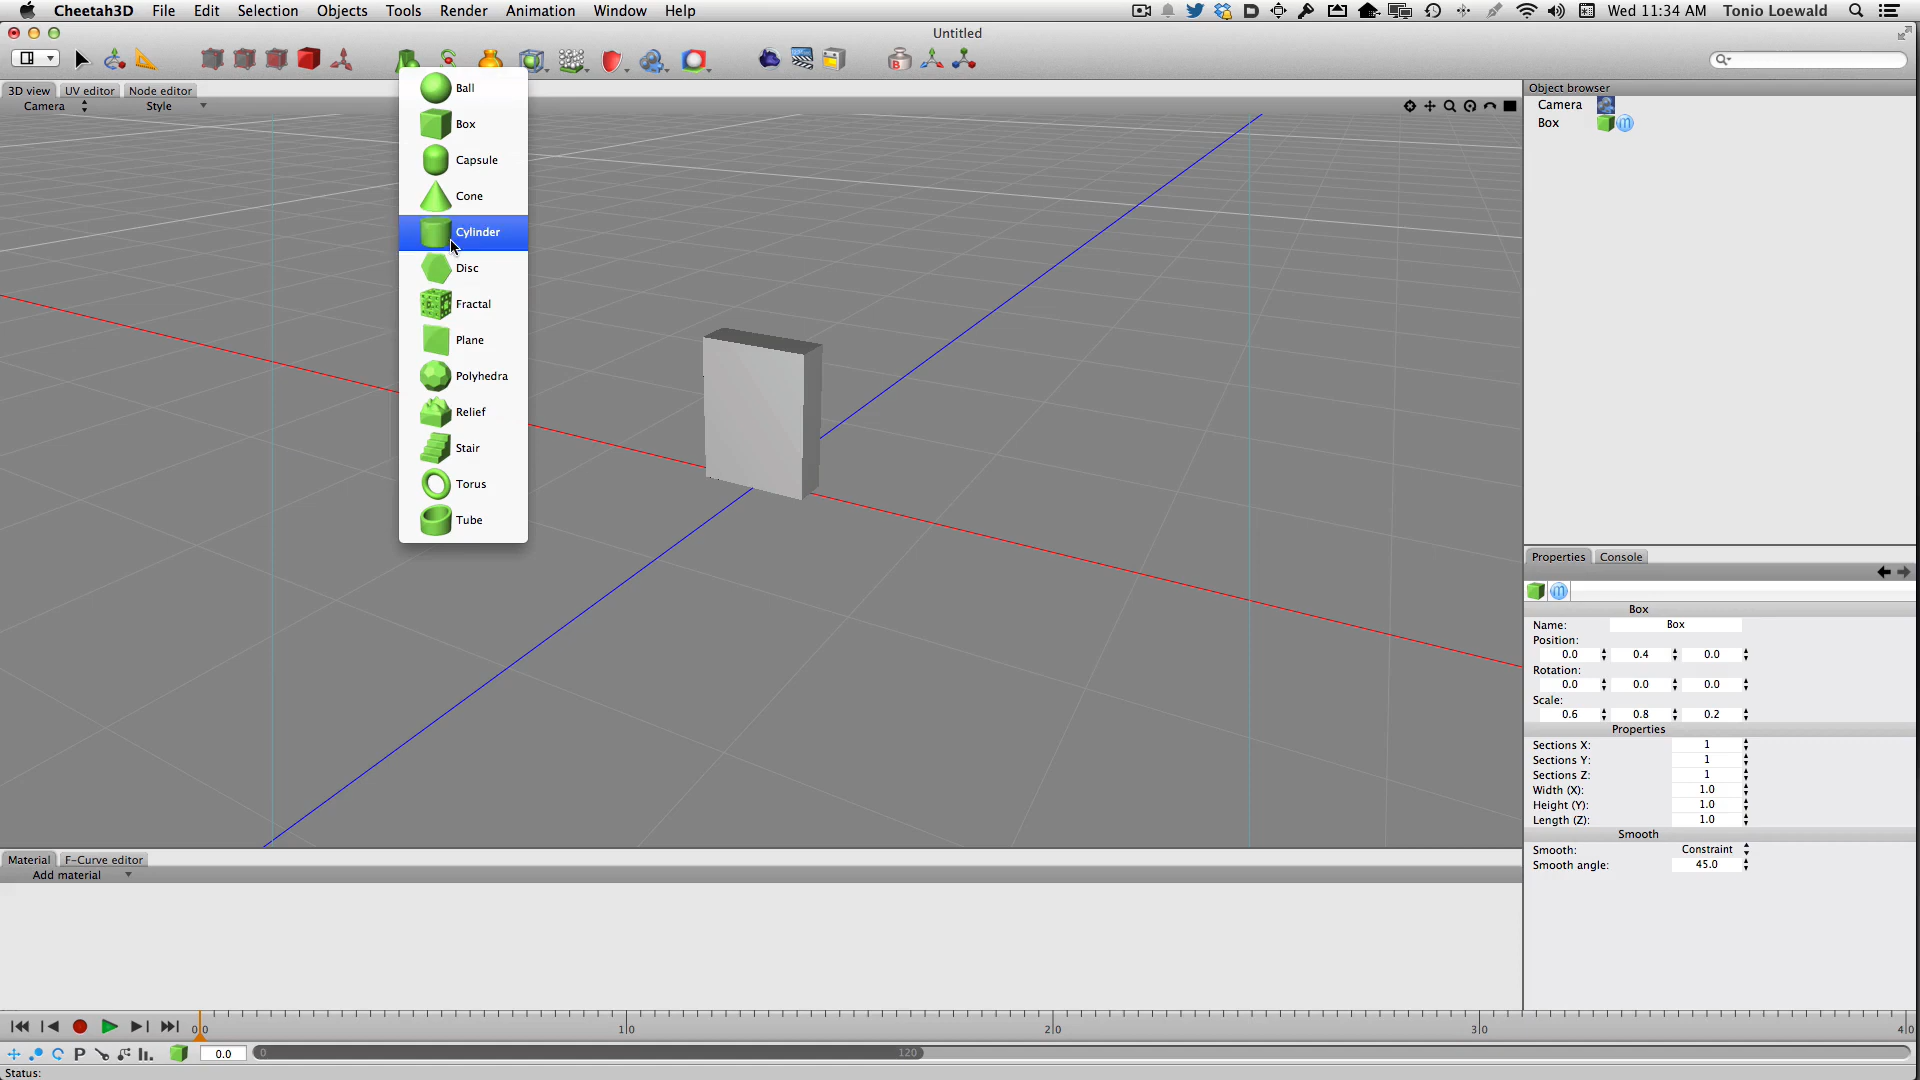 Cheetah3D File Edit Selection Objects Tools Render Animation Window Help Wed 11:34 AM Tonio Loewald
Untitled
3D view UV editor Node editor
Camera Style
Ball
Box
Capsule
Cone
Cylinder
Disc
Fractal
Plane
Polyhedra
Relief
Stair
Torus
Tube
Object browser
Camera
Box
Properties Console
Box
Name: Box
Position:
0.0 0.4 0.0
Rotation:
0.0 0.0 0.0
Scale:
0.6 0.8 0.2
Properties
Sections X: 1
Sections Y: 1
Sections Z: 1
Width (X): 1.0
Height (Y): 1.0
Length (Z): 1.0
Smooth
Smooth: Constraint
Smooth angle: 45.0
Material F-Curve editor
Add material
0.0 1.0 2.0 3.0 4.0
P 0.0 0 120
Status: